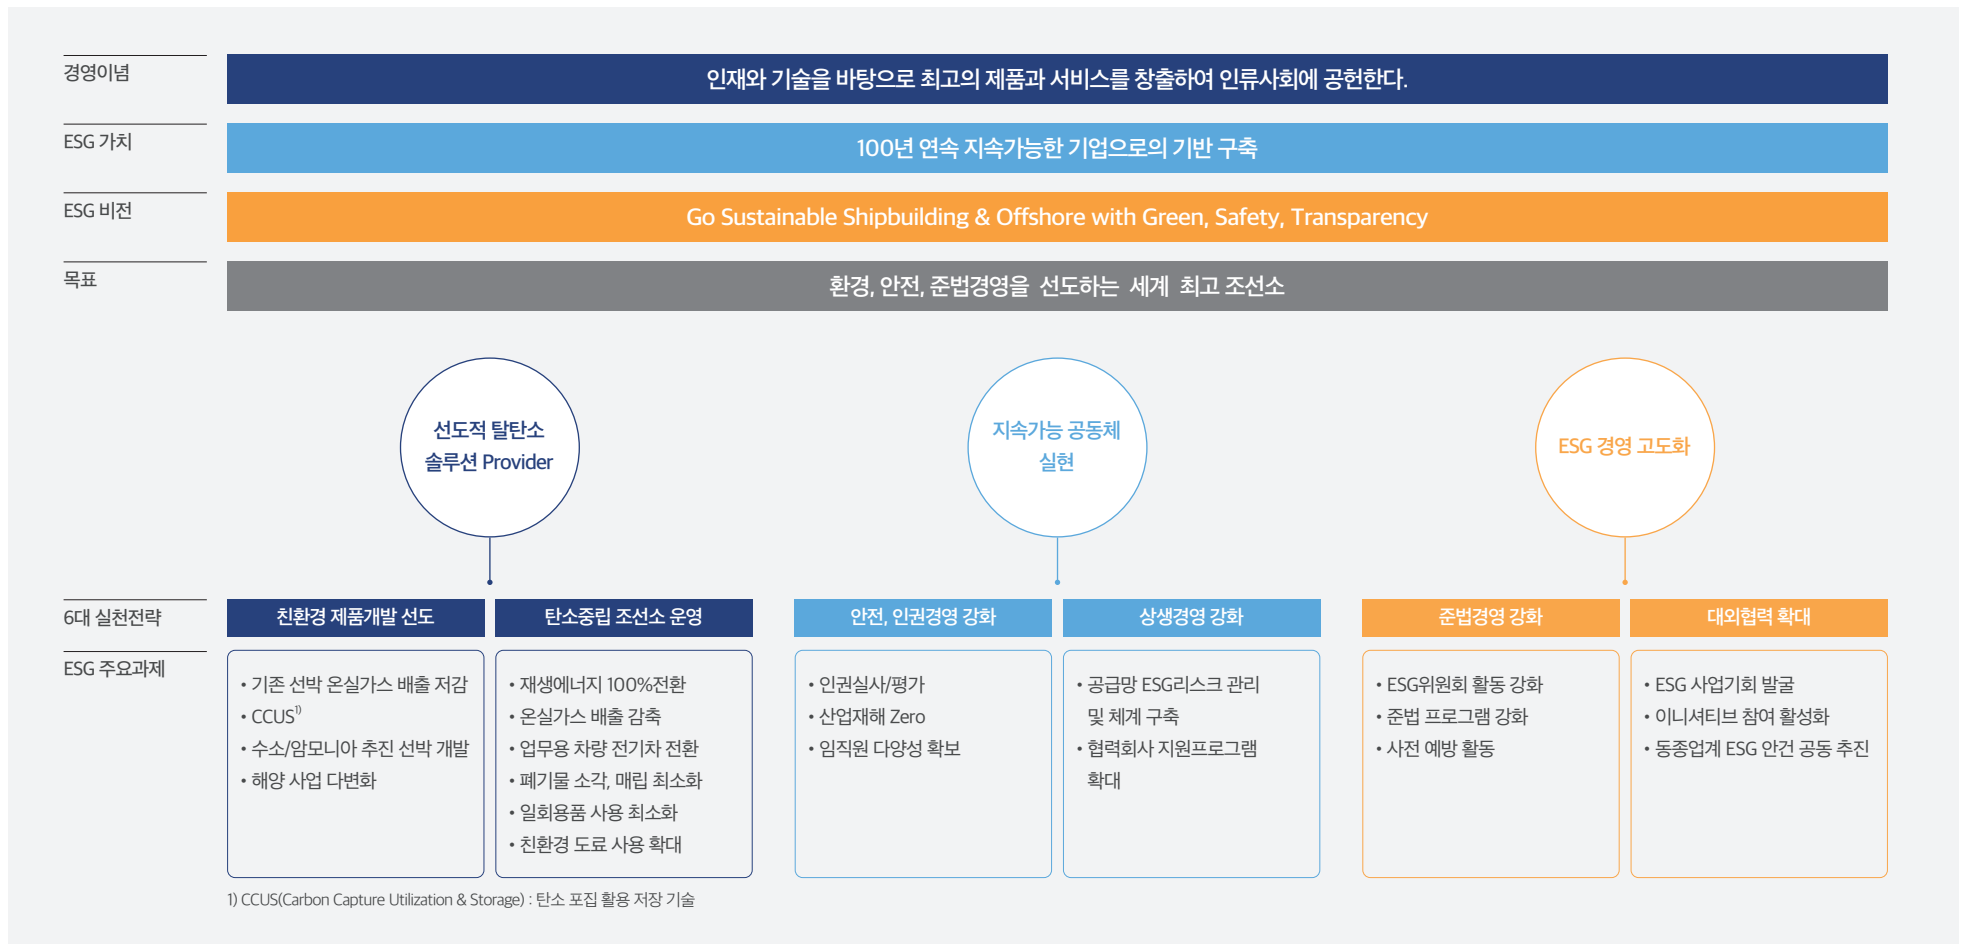 경영이념
인재와 기술을 바탕으로 최고의 제품과 서비스를 창출하여 인류사회에 공헌한다.
ESG 가치
100년 연속 지속가능한 기업으로의 기반 구축
ESG 비전
Go Sustainable Shipbuilding & Offshore with Green, Safety, Transparency
목표
환경, 안전, 준법경영을 선도하는 세계 최고 조선소
선도적 탈탄소
솔루션 Provider
지속가능 공동체
실현
ESG 경영 고도화
6대 실천전략
친환경 제품개발 선도
탄소중립 조선소 운영
안전, 인권경영 강화
상생경영 강화
준법경영 강화
대외협력 확대
ESG 주요과제
• 기존 선박 온실가스 배출 저감
• CCUS1)
• 수소/암모니아 추진 선박 개발
• 해양 사업 다변화
• 재생에너지 100%전환
• 온실가스 배출 감축
• 업무용 차량 전기차 전환
• 폐기물 소각, 매립 최소화
• 일회용품 사용 최소화
• 친환경 도료 사용 확대
• 인권실사/평가
• 산업재해 Zero
• 임직원 다양성 확보
• 공급망 ESG리스크 관리
및 체계 구축
• 협력회사 지원프로그램
확대
• ESG위원회 활동 강화
• 준법 프로그램 강화
• 사전 예방 활동
• ESG 사업기회 발굴
• 이니셔티브 참여 활성화
• 동종업계 ESG 안건 공동 추진
1) CCUS(Carbon Capture Utilization & Storage) : 탄소 포집 활용 저장 기술